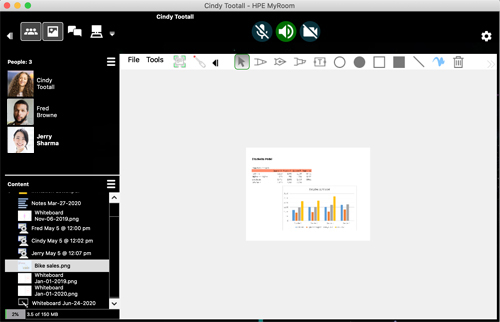 Cindy Tootall - HPE MyRoom
Cindy Tootall
File Tools
People: 3
Cindy
Tootall
Fred
Browne
Jerry
Sharma
Content
Notes Mar-27-2020
Whiteboard
Nov-06-2019.png
Fred May 5 @ 12:00 pm
Cindy May 5 @ 12:02 pm
Jerry May 5 @ 12:07 pm
Bike sales.png
Whiteboard
Jan-01-2019.png
Whiteboard
Jan-01-2020.png
Whiteboard Jun-24-2020
2% 3.5 of 150 MB